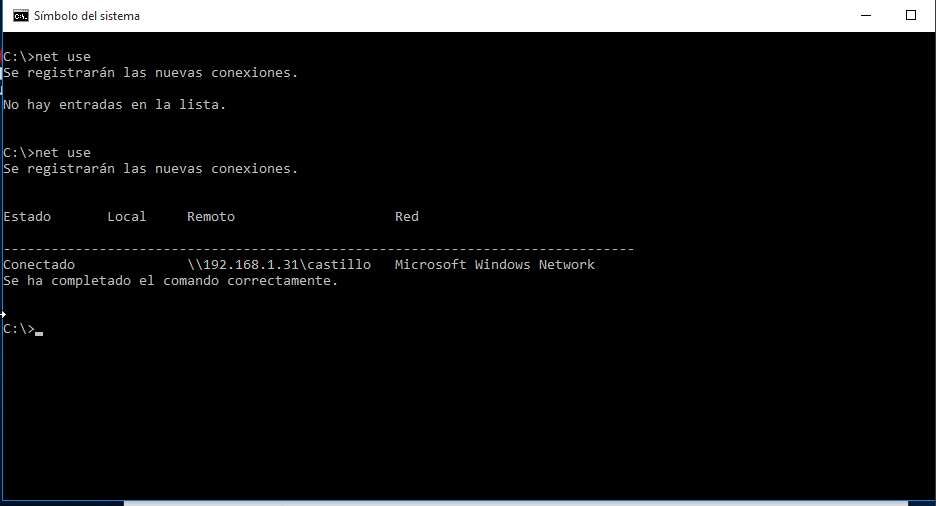 Símbolo del sistema
C:\>net use
Se registrarán las nuevas conexiones.
No hay entradas en la lista.
C:\>net use
Se registrarán las nuevas conexiones.
Estado Local Remoto Red
-------------------------------------------------------------------------------
Conectado \\192.168.1.31\castillo Microsoft Windows Network
Se ha completado el comando correctamente.
C:\>